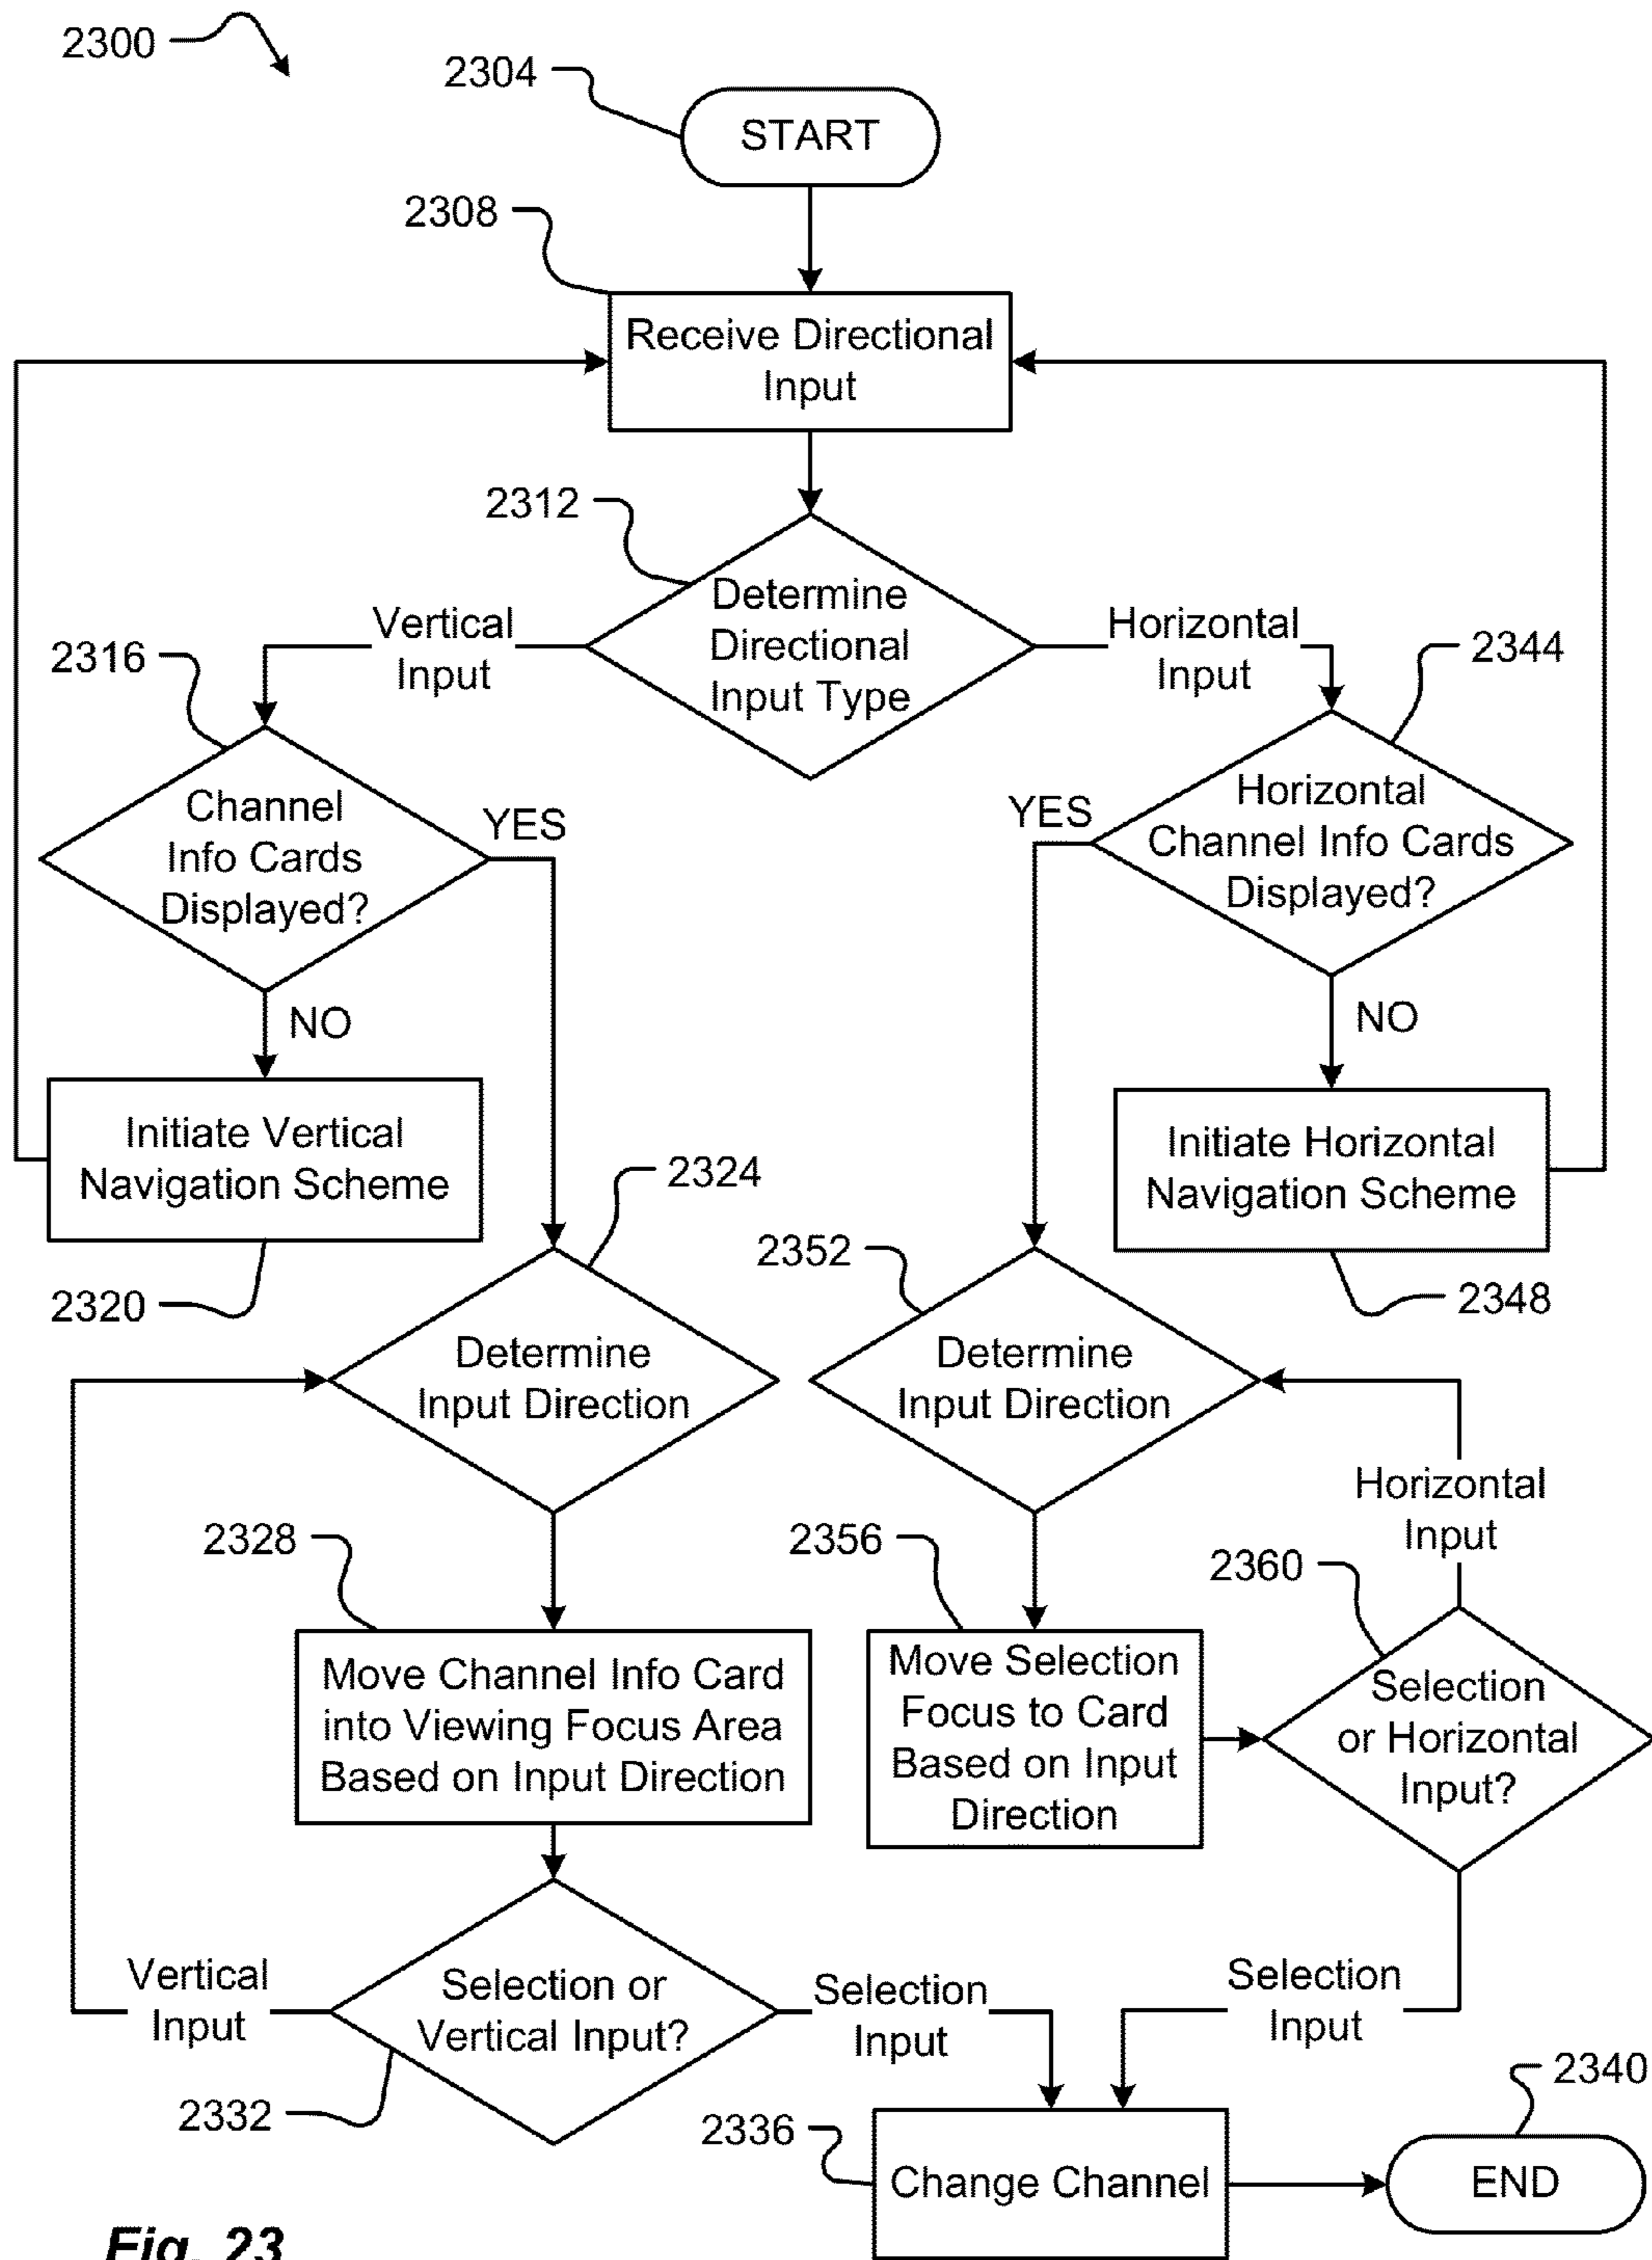 2300
2304
START
2308
Receive Directional
Input
2312
Determine
Directional
Input Type
Vertical
Input
Horizontal
Input
2316
2344
Channel
Info Cards
Displayed?
YES
YES
Horizontal
Channel Info Cards
Displayed?
NO
NO
Initiate Vertical
Navigation Scheme
Initiate Horizontal
Navigation Scheme
2320
2324
2352
2348
Determine
Input Direction
Determine
Input Direction
Horizontal
Input
2328
2356
2360
Move Channel Info Card
into Viewing Focus Area
Based on Input Direction
Move Selection
Focus to Card
Based on Input
Direction
Selection
or Horizontal
Input?
Vertical
Input
Selection or
Vertical Input?
Selection
Input
Selection
Input
2332
2336
2340
Change Channel
END
Fig. 23